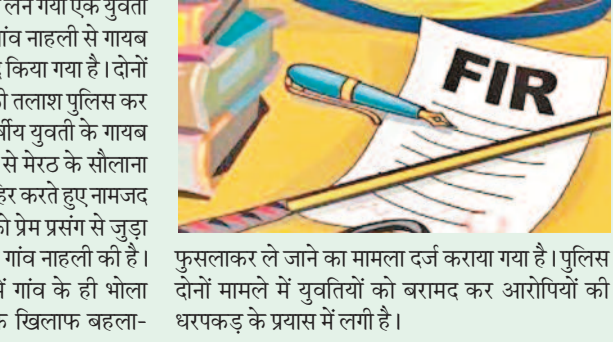 लेने गया एक युवती
गांव नाहली से गायब
किया गया है। दोनों
तलाश पुलिस कर
युवती के गायब
से मेरठ के सौलाना
करते हुए नामजद
प्रेम प्रसंग से जुड़ा
गांव नाहली की है।
गांव के ही भोला
खिलाफ बहला-
FIR
फुसलाकर ले जाने का मामला दर्ज कराया गया है। पुलिस
दोनों मामले में युवतियों को बरामद कर आरोपियों की
धरपकड़ के प्रयास में लगी है।